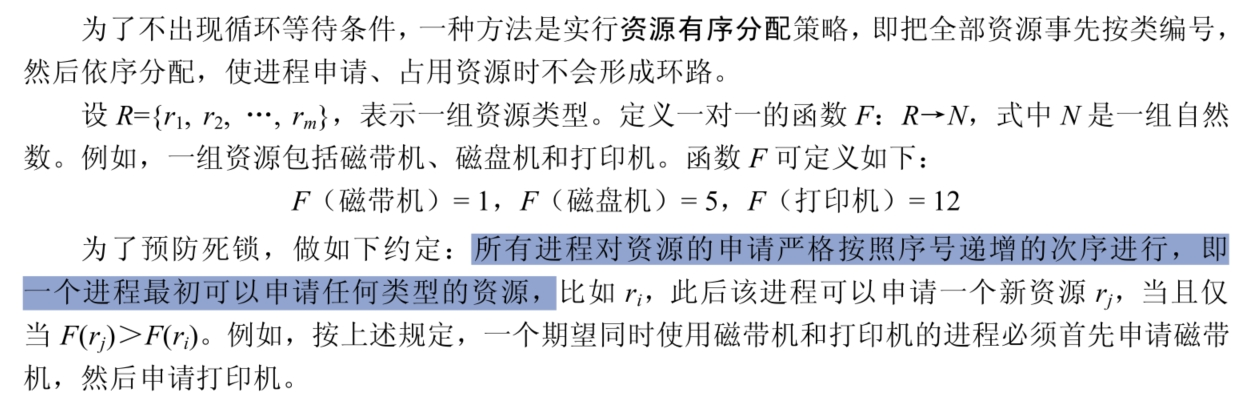 为了不出现循环等待条件，一种方法是实行资源有序分配策略，即把全部资源事先按类编号，
然后依序分配，使进程申请、占用资源时不会形成环路。
设 R={r1, r2, …, rm}，表示一组资源类型。定义一对一的函数 F：R→N，式中 N 是一组自然
数。例如，一组资源包括磁带机、磁盘机和打印机。函数 F 可定义如下：
F（磁带机）= 1，F（磁盘机）= 5，F（打印机）= 12
为了预防死锁，做如下约定：所有进程对资源的申请严格按照序号递增的次序进行，即
一个进程最初可以申请任何类型的资源，比如 ri，此后该进程可以申请一个新资源 rj，当且仅
当 F(rj)＞F(ri)。例如，按上述规定，一个期望同时使用磁带机和打印机的进程必须首先申请磁带
机，然后申请打印机。